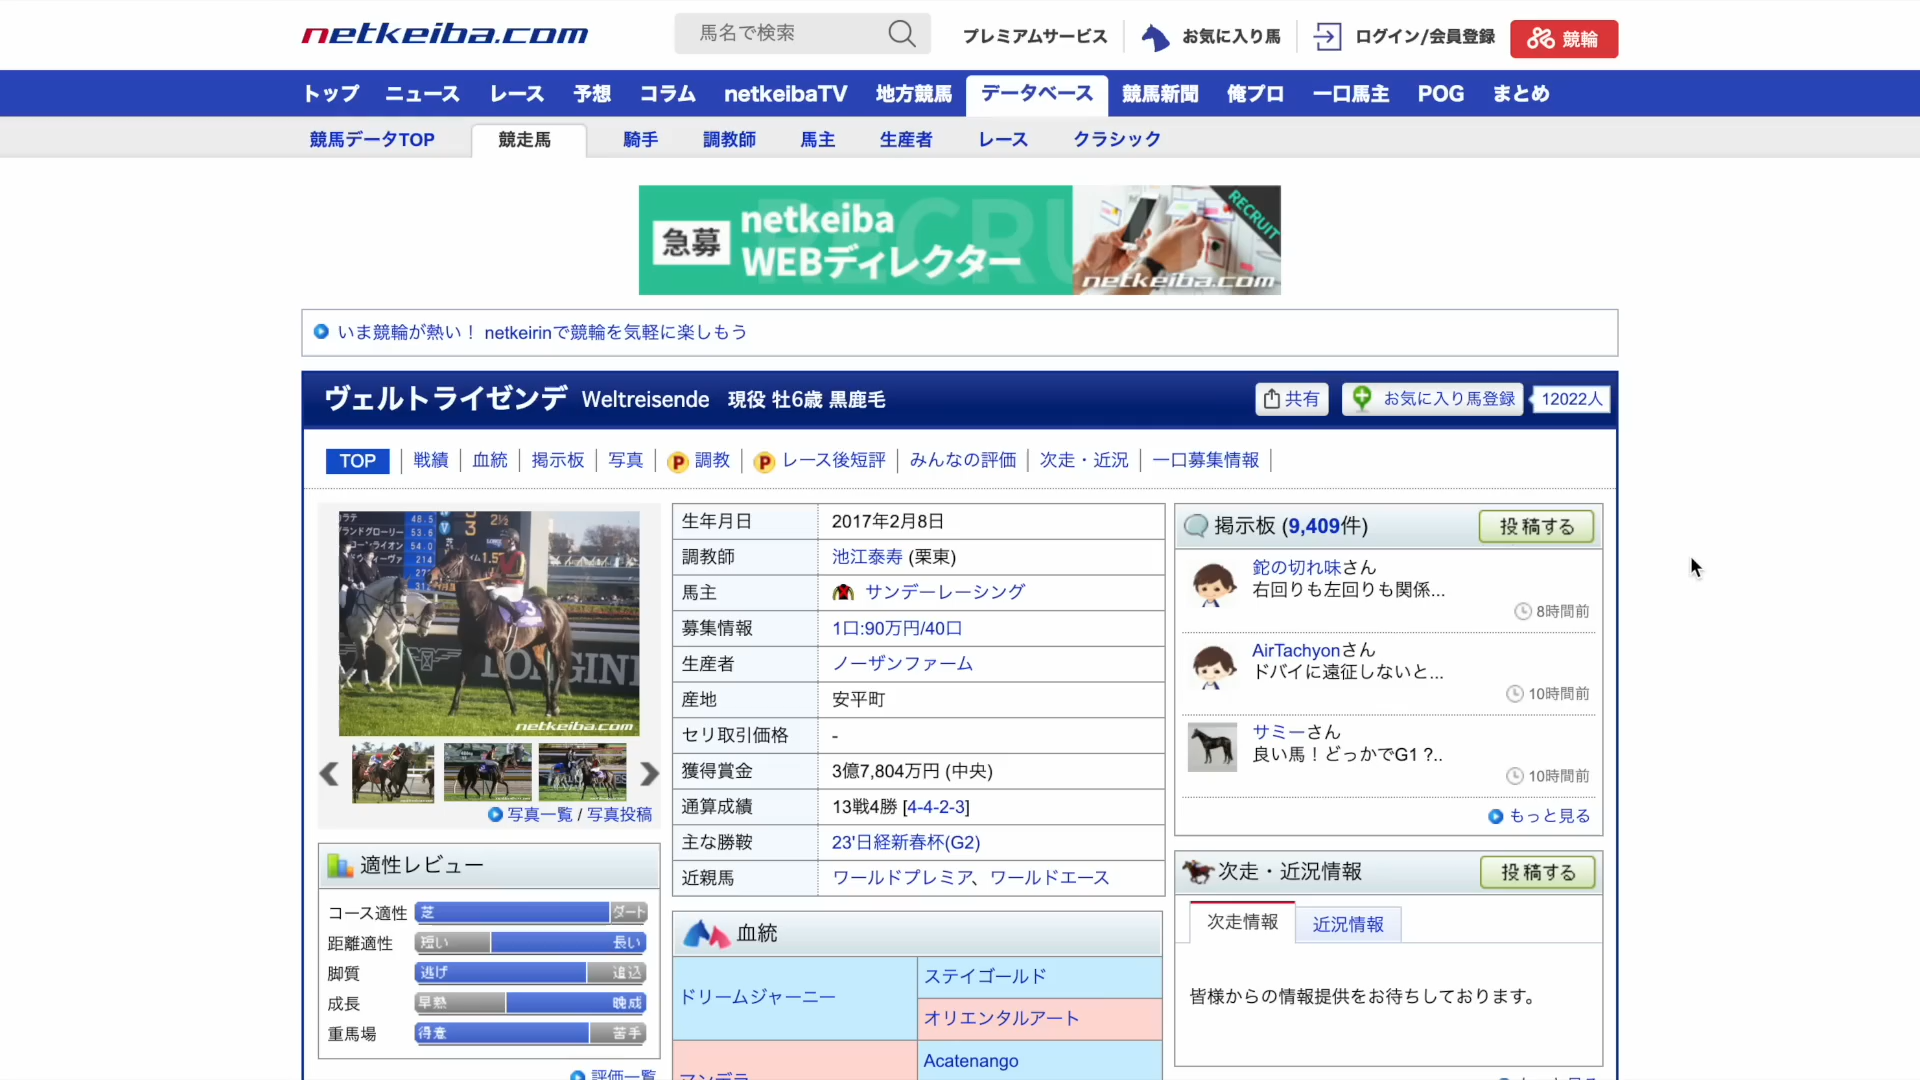 netkeiba.com
馬名で検索
プレミアムサービス
お気に入り馬
ログイン/会員登録
競輪
トップ ニュース レース 予想 コラム netkeibaTV 地方競馬 データベース 競馬新聞 俺プロ 一口馬主 POG まとめ
競馬データTOP 競走馬 騎手 調教師 馬主 生産者 レース クラシック
急募
netkeiba
WEBディレクター
RECRUIT
netkeiba.com
いま競輪が熱い！ netkeirinで競輪を気軽に楽しもう
ヴェルトライゼンデ Weltreisende 現役 牡6歳 黒鹿毛
共有
お気に入り馬登録
12022人
TOP 戦績 血統 掲示板 写真 P 調教 P レース後短評 みんなの評価 次走・近況 一口募集情報
LONGINES
netkeiba.com
写真一覧 / 写真投稿
適性レビュー
コース適性 芝 ダート
距離適性 短い 長い
脚質 逃げ 追込
成長 早熟 晩成
重馬場 得意 苦手
評価一覧
生年月日 2017年2月8日
調教師 池江泰寿 (栗東)
馬主 サンデーレーシング
募集情報 1口:90万円/40口
生産者 ノーザンファーム
産地 安平町
セリ取引価格 -
獲得賞金 3億7,804万円 (中央)
通算成績 13戦4勝 [4-4-2-3]
主な勝鞍 23'日経新春杯(G2)
近親馬 ワールドプレミア、ワールドエース
血統
ドリームジャーニー
ステイゴールド
オリエンタルアート
マンデラ
Acatenango
掲示板 (9,409件)
投稿する
鉈の切れ味さん
右回りも左回りも関係...
8時間前
AirTachyonさん
ドバイに遠征しないと...
10時間前
サミーさん
良い馬！どっかでG1？..
10時間前
もっと見る
次走・近況情報
投稿する
次走情報 近況情報
皆様からの情報提供をお待ちしております。